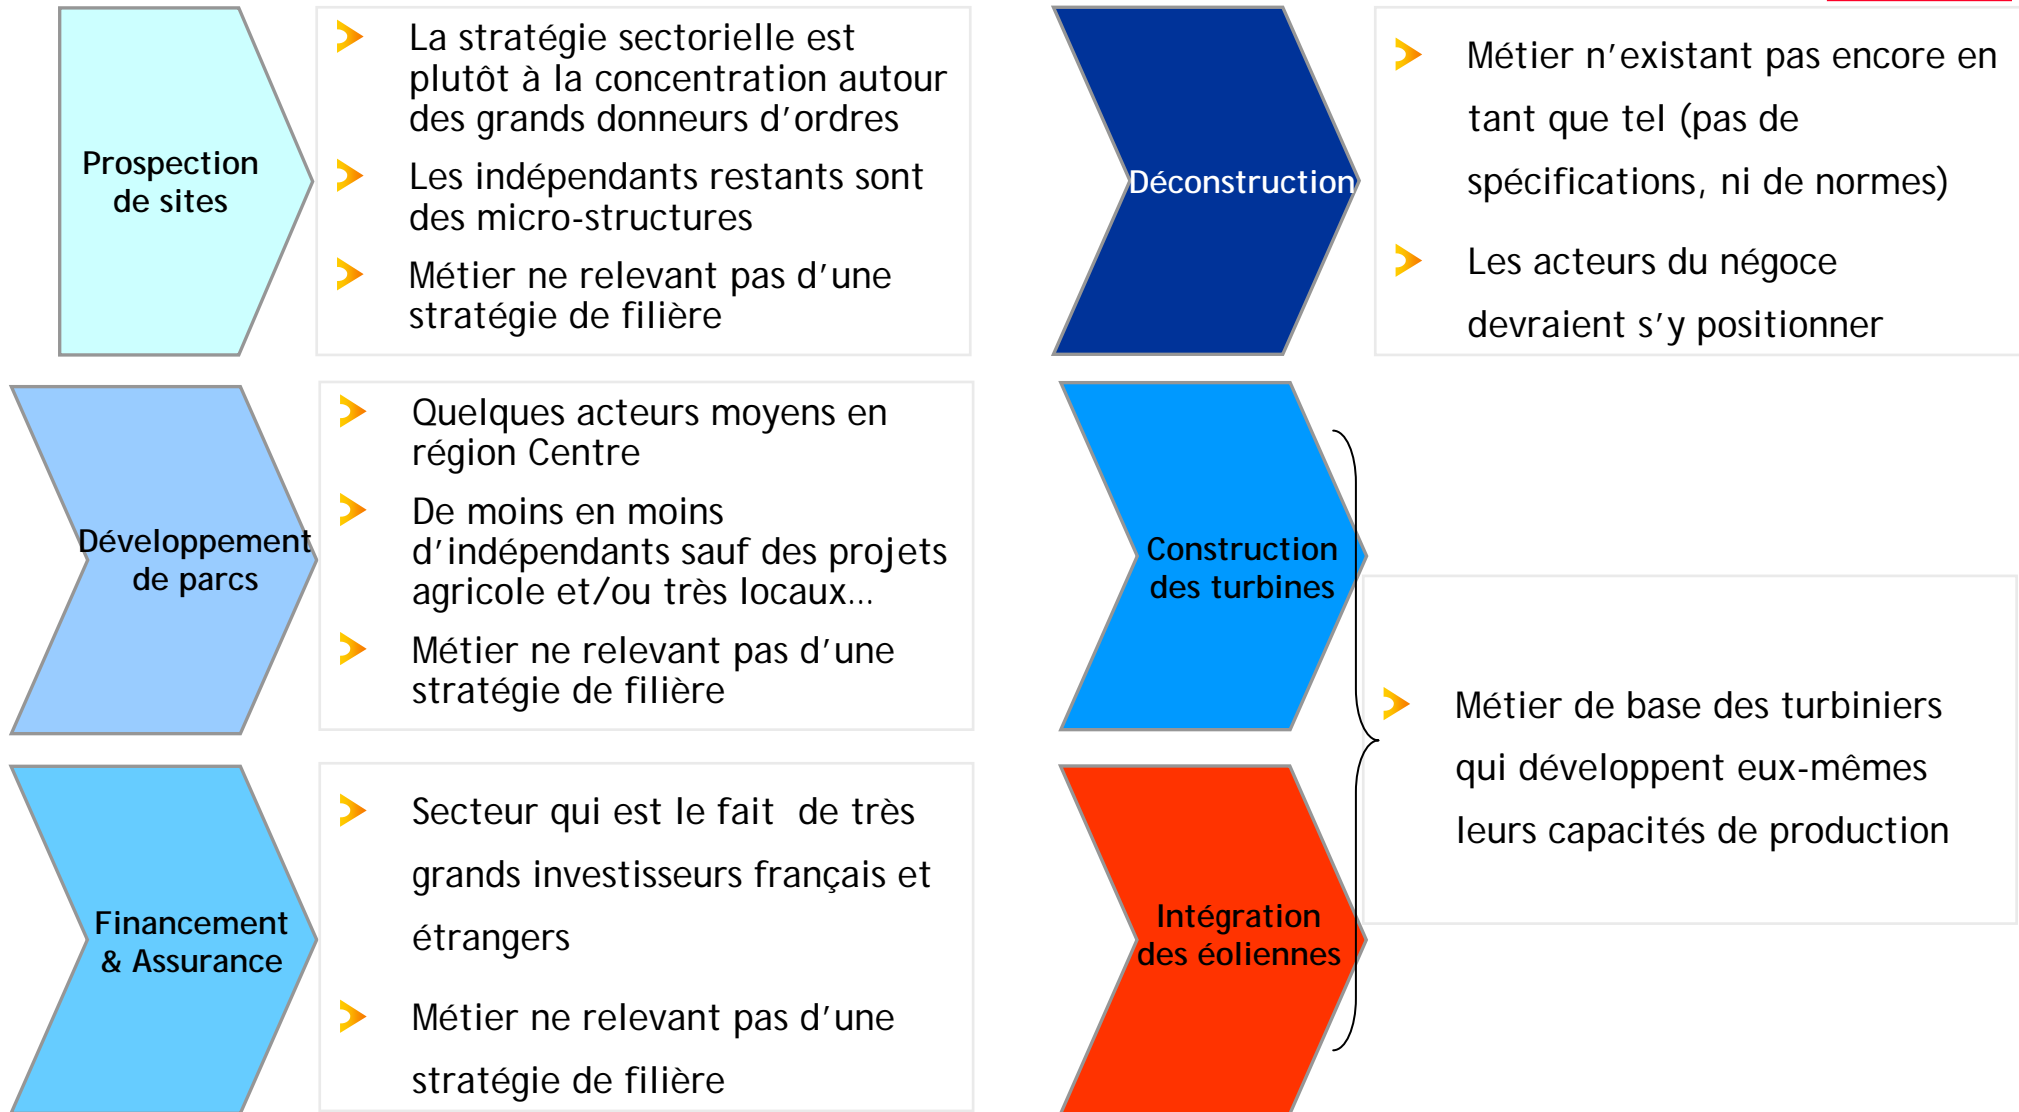 Prospection
de sites
La stratégie sectorielle est
plutôt à la concentration autour
des grands donneurs d’ordres
Les indépendants restants sont
des micro-structures
Métier ne relevant pas d’une
stratégie de filière
Développement
de parcs
Quelques acteurs moyens en
région Centre
De moins en moins
d’indépendants sauf des projets
agricole et/ou très locaux…
Métier ne relevant pas d’une
stratégie de filière
Financement
& Assurance
Secteur qui est le fait de très
grands investisseurs français et
étrangers
Métier ne relevant pas d’une
stratégie de filière
Déconstruction
Métier n’existant pas encore en
tant que tel (pas de
spécifications, ni de normes)
Les acteurs du négoce
devraient s’y positionner
Construction
des turbines
Intégration
des éoliennes
Métier de base des turbiniers
qui développent eux-mêmes
leurs capacités de production